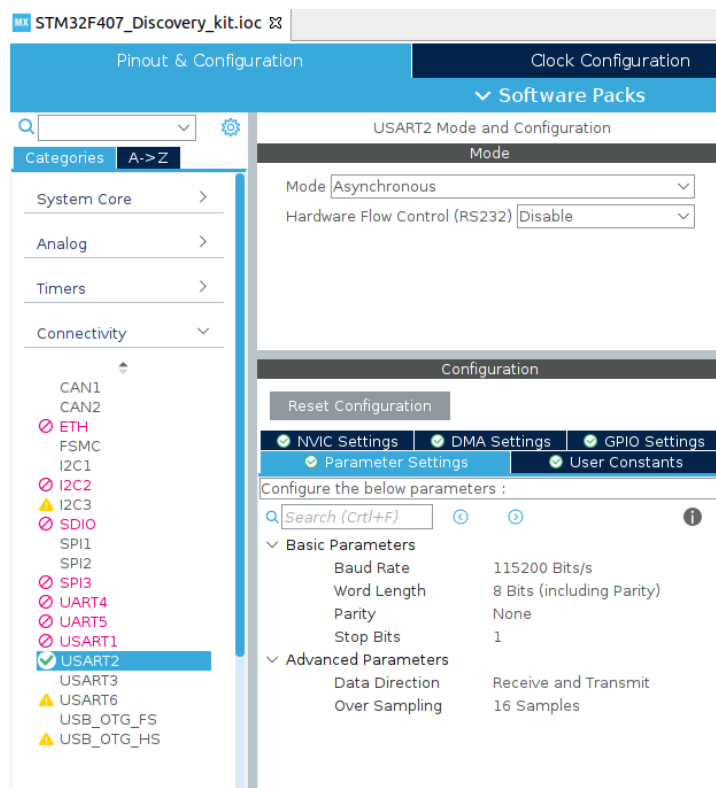 MX STM32F407_Discovery_kit.ioc
Pinout & Configuration
Clock Configuration
Software Packs
Categories
A->Z
System Core
Analog
Timers
Connectivity
CAN1
CAN2
ETH
FSMC
I2C1
I2C2
I2C3
SDIO
SPI1
SPI2
SPI3
UART4
UART5
USART1
USART2
USART3
USART6
USB_OTG_FS
USB_OTG_HS
USART2 Mode and Configuration
Mode
Mode Asynchronous
Hardware Flow Control (RS232) Disable
Configuration
Reset Configuration
NVIC Settings
DMA Settings
GPIO Settings
Parameter Settings
User Constants
Configure the below parameters :
Search (Crtl+F)
Basic Parameters
Baud Rate 115200 Bits/s
Word Length 8 Bits (including Parity)
Parity None
Stop Bits 1
Advanced Parameters
Data Direction Receive and Transmit
Over Sampling 16 Samples